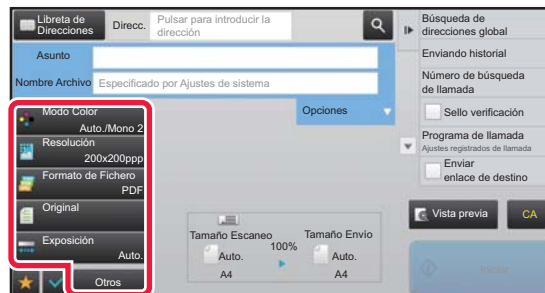 Libreta de
Direcciones
Direcc.
Pulsar para introducir la
dirección
Asunto
Nombre Archivo
Especificado por Ajustes de sistema
Opciones
Modo Color
Auto./Mono 2
Resolución
200x200ppp
Formato de Fichero
PDF
Original
Exposición
Auto.
Otros
Tamaño Escaneo
100%
Tamaño Envío
Auto.
A4
Auto.
A4
Búsqueda de
direcciones global
Enviando historial
Número de búsqueda
de llamada
Sello verificación
Programa de llamada
Ajustes registrados de llamada
Enviar
enlace de destino
Vista previa
CA
Iniciar